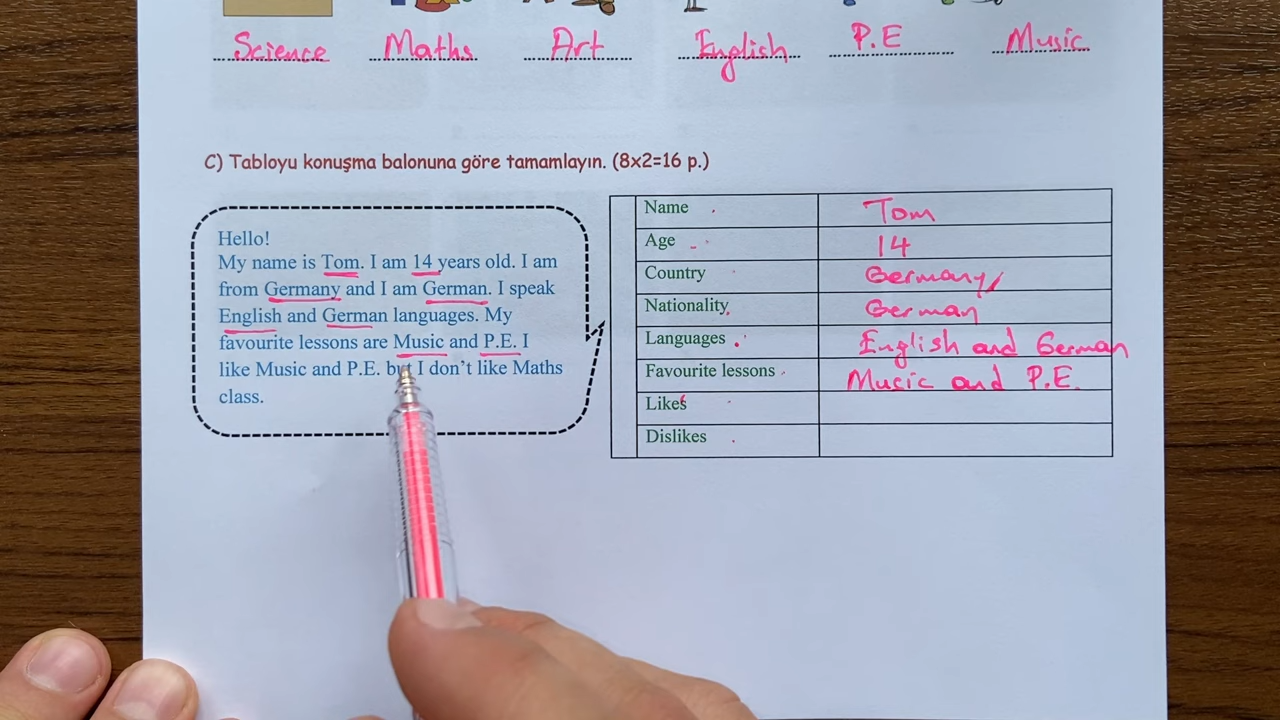 Science Maths Art English P.E Music
C) Tabloyu konuşma balonuna göre tamamlayın. (8x2=16 p.)
Hello!
My name is Tom. I am 14 years old. I am
from Germany and I am German. I speak
English and German languages. My
favourite lessons are Music and P.E. I
like Music and P.E. but I don't like Maths
class.
Name Tom
Age 14
Country Germany
Nationality German
Languages English and German
Favourite lessons Music and P.E.
Likes
Dislikes